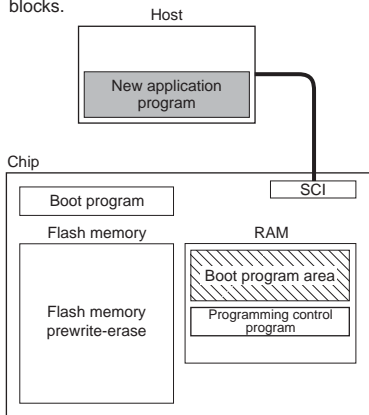 blocks.
Host
New application
program
Chip
SCI
Boot program
Flash memory
RAM
Boot program area
Flash memory
prewrite-erase
Programming control
program